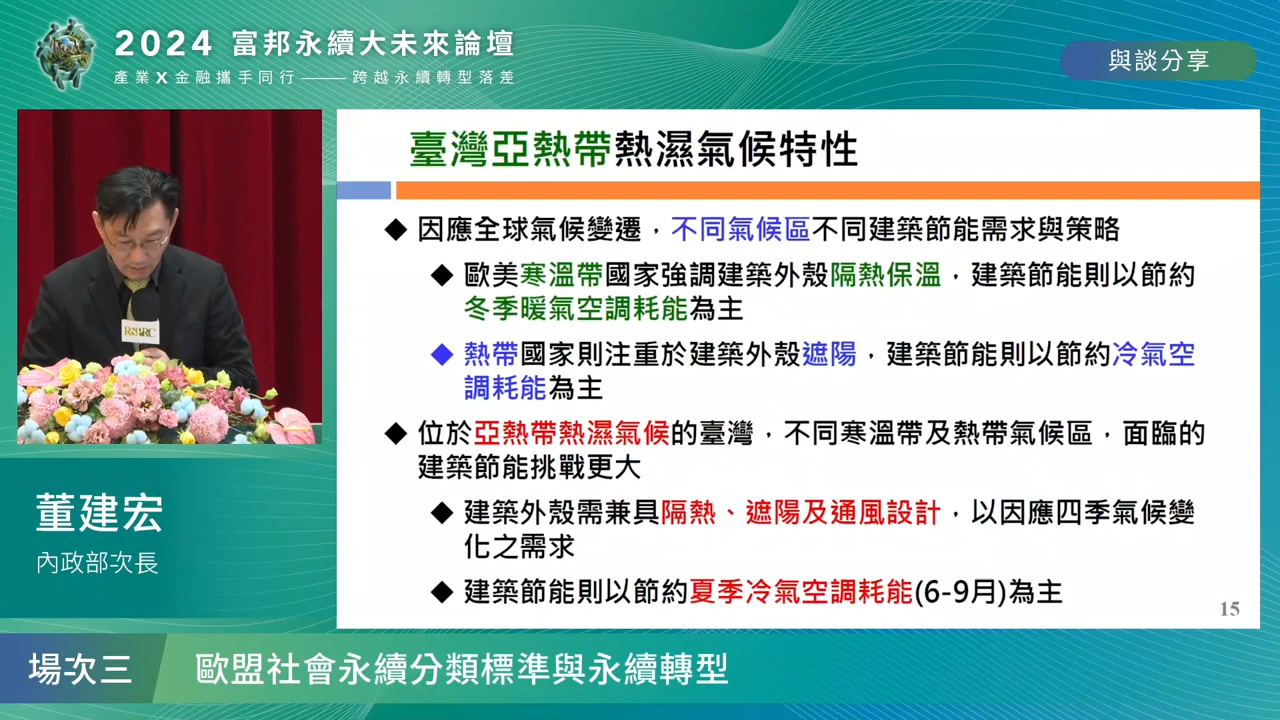 2024 富邦永續大未來論壇
產業X金融攜手同行——跨越永續轉型落差
與談分享
臺灣亞熱帶熱濕氣候特性
◆ 因應全球氣候變遷，不同氣候區不同建築節能需求與策略
◆ 歐美寒溫帶國家強調建築外殼隔熱保溫，建築節能則以節約
冬季暖氣空調耗能為主
◆ 熱帶國家則注重於建築外殼遮陽，建築節能則以節約冷氣空
調耗能為主
◆ 位於亞熱帶熱濕氣候的臺灣，不同寒溫帶及熱帶氣候區，面臨的
建築節能挑戰更大
◆ 建築外殼需兼具隔熱、遮陽及通風設計，以因應四季氣候變
化之需求
◆ 建築節能則以節約夏季冷氣空調耗能(6-9月)為主
15
董建宏
內政部次長
場次三
歐盟社會永續分類標準與永續轉型